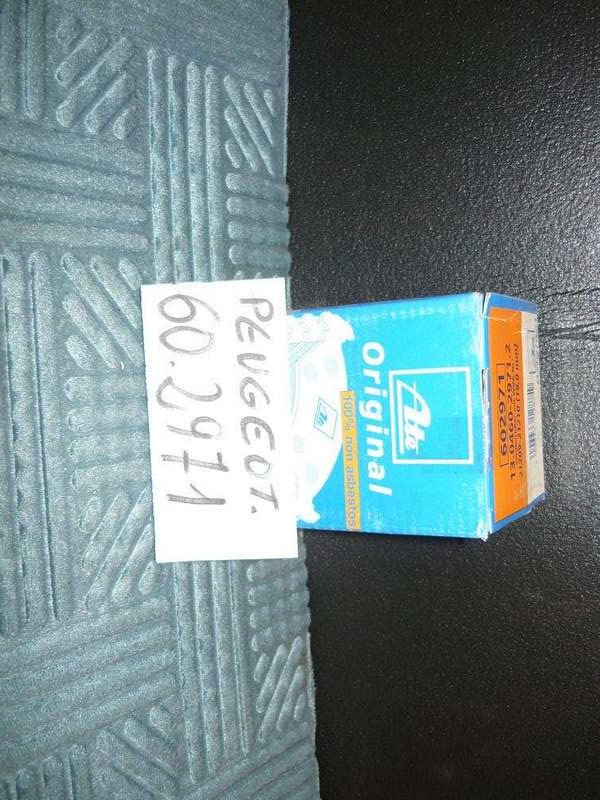 PEUGEOT.
60.2971
Ate
Original
100% non asbestos
602971
13.0460-2971.2